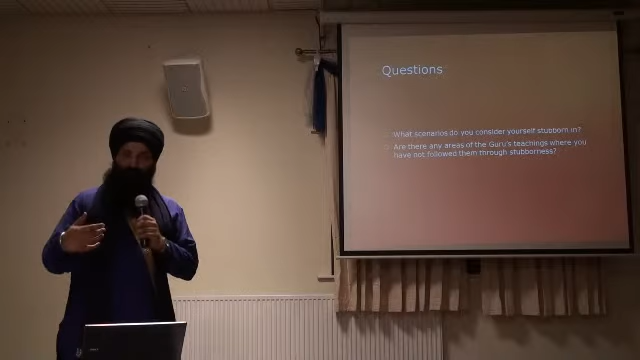 Questions
What scenarios do you consider yourself stubborn in?
Are there any areas of the Guru's teachings where you
have not followed them through stubborness?